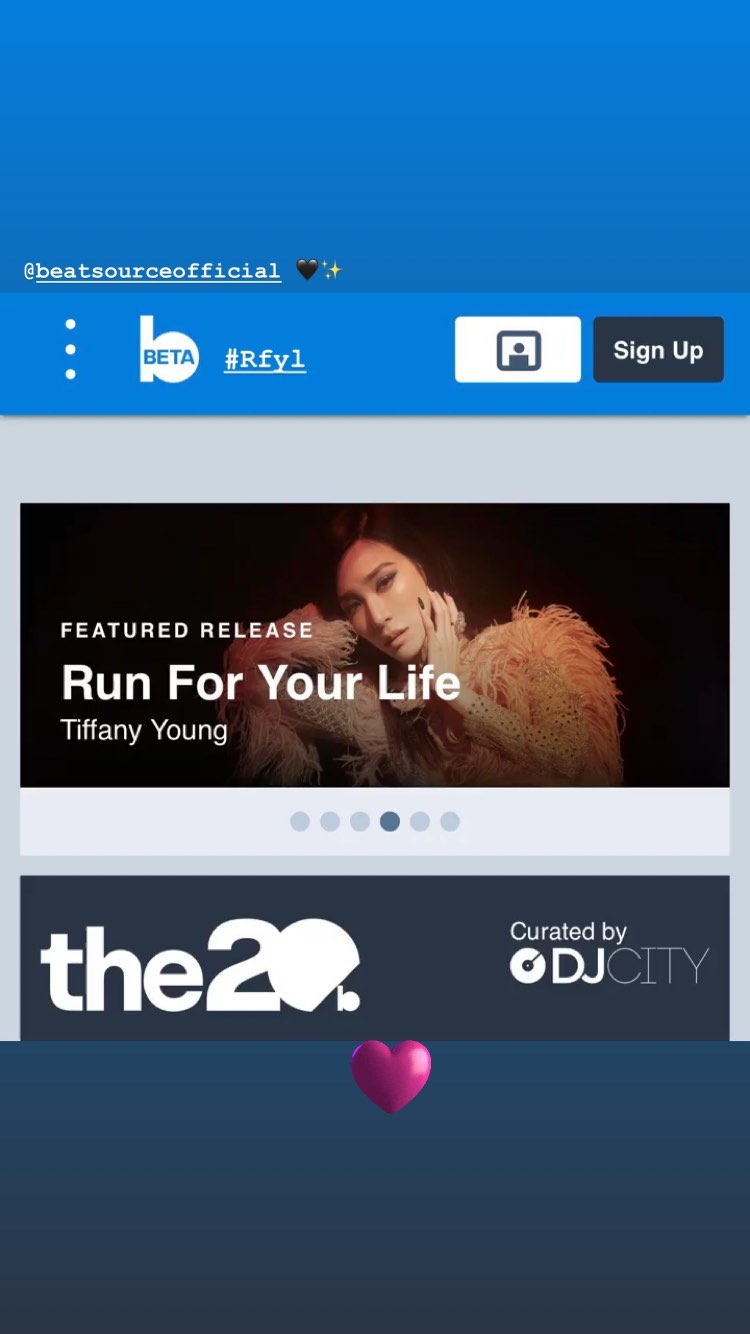 @beatsourceofficial 🖤✨
BETA
#Rfyl
Sign Up
FEATURED RELEASE
Run For Your Life
Tiffany Young
the20
b.
Curated by
DJCITY